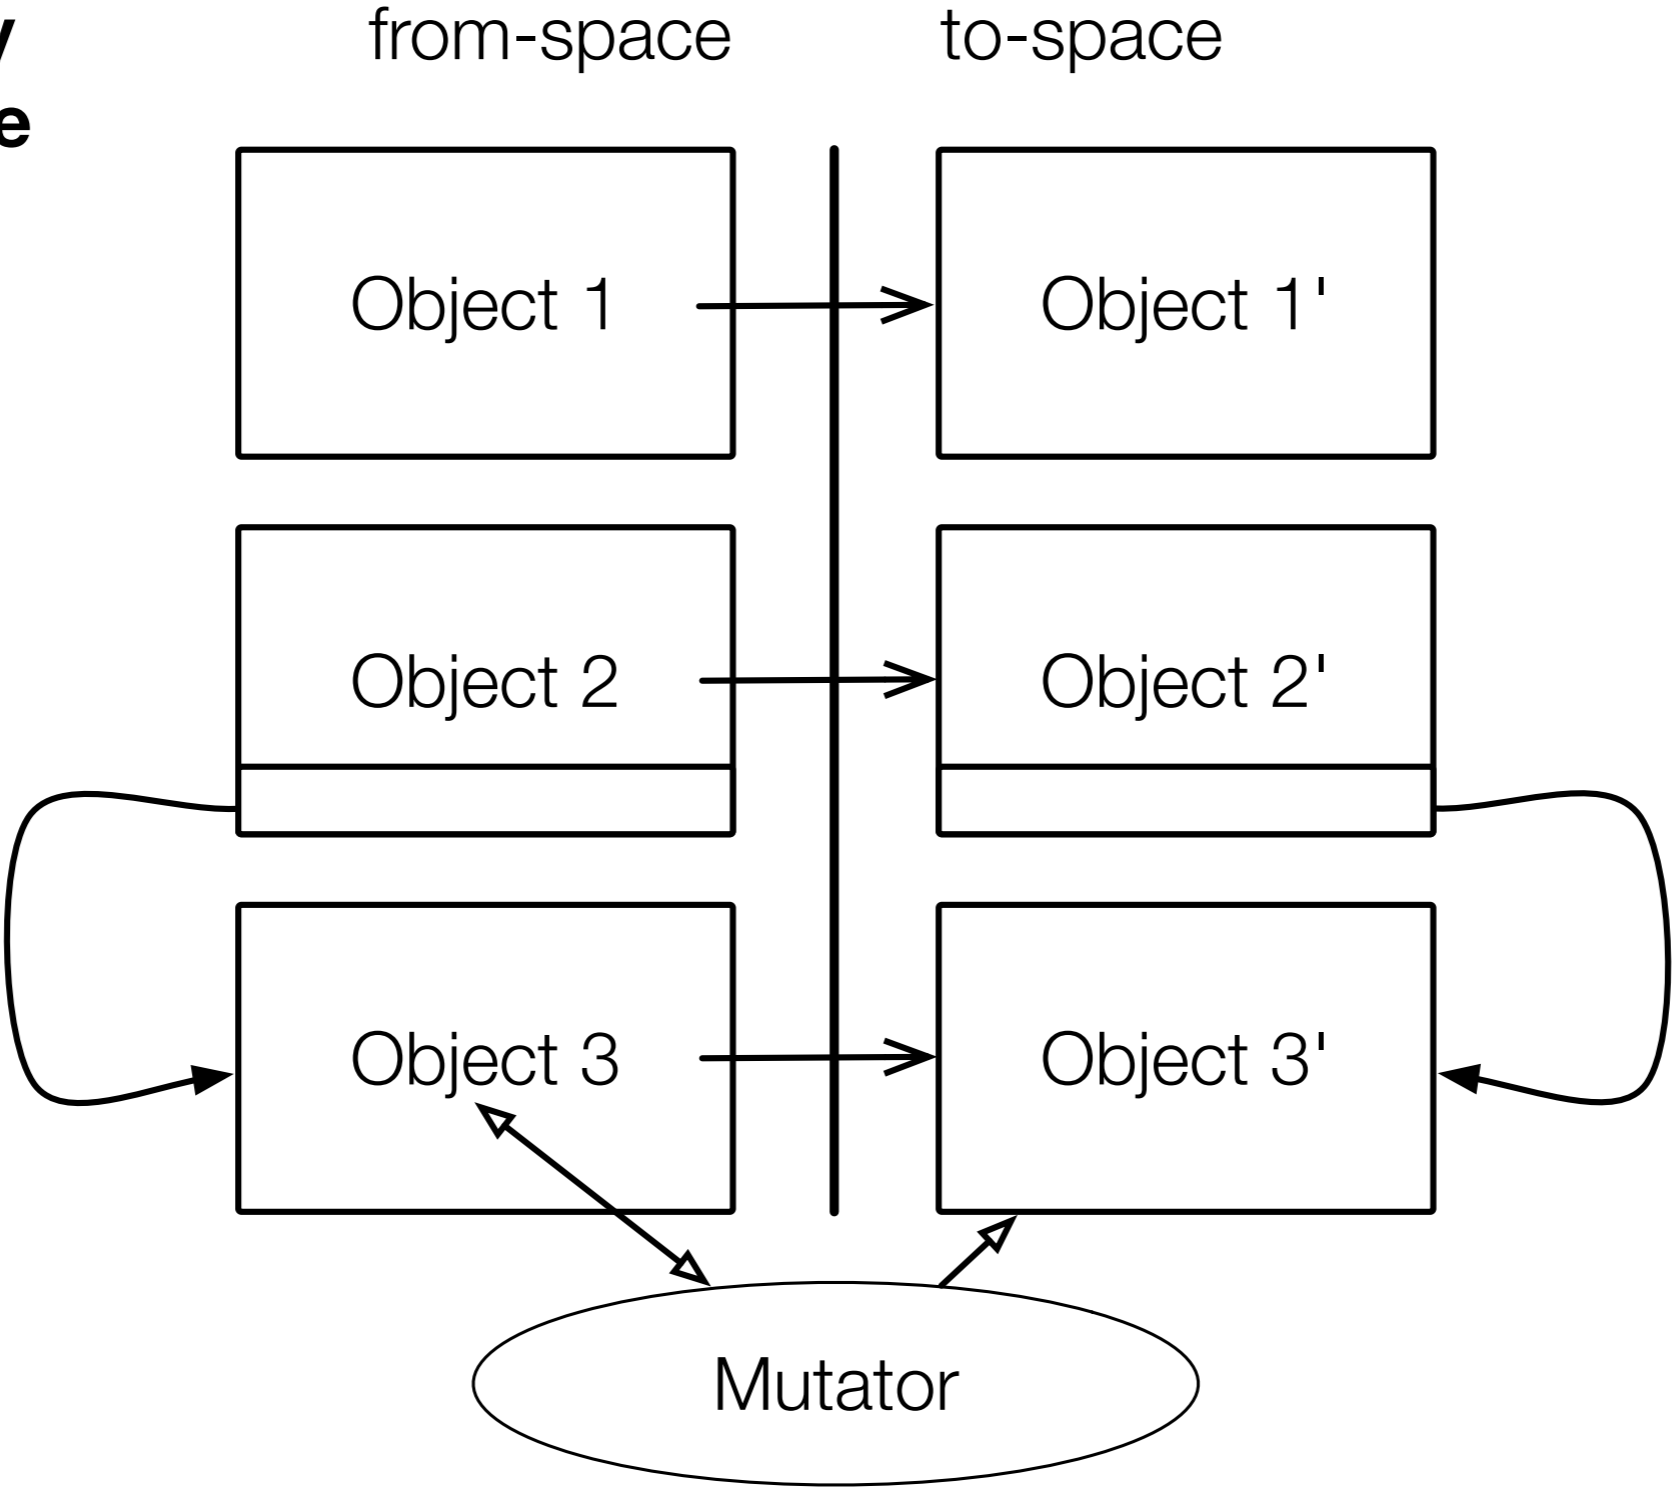 from-space to-space
Object 1 Object 1'
Object 2 Object 2'
Object 3 Object 3'
Mutator